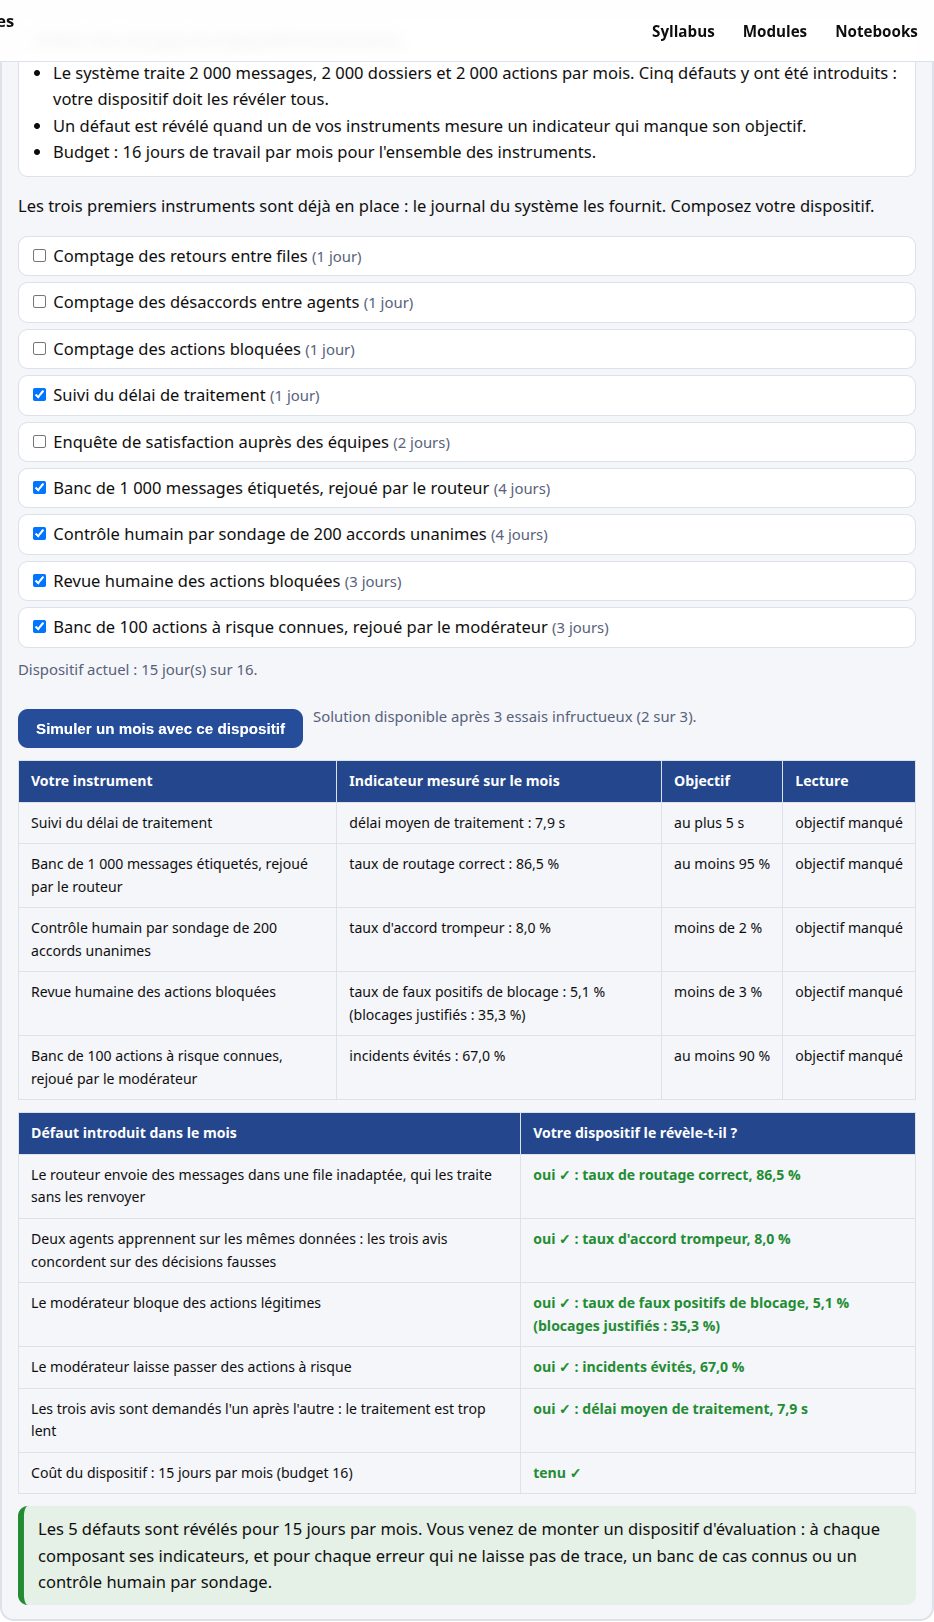 es
Syllabus Modules Notebooks
Le système traite 2 000 messages, 2 000 dossiers et 2 000 actions par mois. Cinq défauts y ont été introduits :
votre dispositif doit les révéler tous.
Un défaut est révélé quand un de vos instruments mesure un indicateur qui manque son objectif.
Budget : 16 jours de travail par mois pour l'ensemble des instruments.
Les trois premiers instruments sont déjà en place : le journal du système les fournit. Composez votre dispositif.
Comptage des retours entre files (1 jour)
Comptage des désaccords entre agents (1 jour)
Comptage des actions bloquées (1 jour)
Suivi du délai de traitement (1 jour)
Enquête de satisfaction auprès des équipes (2 jours)
Banc de 1 000 messages étiquetés, rejoué par le routeur (4 jours)
Contrôle humain par sondage de 200 accords unanimes (4 jours)
Revue humaine des actions bloquées (3 jours)
Banc de 100 actions à risque connues, rejoué par le modérateur (3 jours)
Dispositif actuel : 15 jour(s) sur 16.
Simuler un mois avec ce dispositif Solution disponible après 3 essais infructueux (2 sur 3).
Votre instrument Indicateur mesuré sur le mois Objectif Lecture
Suivi du délai de traitement délai moyen de traitement : 7,9 s au plus 5 s objectif manqué
Banc de 1 000 messages étiquetés, rejoué taux de routage correct : 86,5 % au moins 95 % objectif manqué
par le routeur
Contrôle humain par sondage de 200 taux d'accord trompeur : 8,0 % moins de 2 % objectif manqué
accords unanimes
Revue humaine des actions bloquées taux de faux positifs de blocage : 5,1 % moins de 3 % objectif manqué
(blocages justifiés : 35,3 %)
Banc de 100 actions à risque connues, incidents évités : 67,0 % au moins 90 % objectif manqué
rejoué par le modérateur
Défaut introduit dans le mois Votre dispositif le révèle-t-il ?
Le routeur envoie des messages dans une file inadaptée, qui les traite oui ✓ : taux de routage correct, 86,5 %
sans les renvoyer
Deux agents apprennent sur les mêmes données : les trois avis oui ✓ : taux d'accord trompeur, 8,0 %
concordent sur des décisions fausses
Le modérateur bloque des actions légitimes oui ✓ : taux de faux positifs de blocage, 5,1 %
(blocages justifiés : 35,3 %)
Le modérateur laisse passer des actions à risque oui ✓ : incidents évités, 67,0 %
Les trois avis sont demandés l'un après l'autre : le traitement est trop oui ✓ : délai moyen de traitement, 7,9 s
lent
Coût du dispositif : 15 jours par mois (budget 16) tenu ✓
Les 5 défauts sont révélés pour 15 jours par mois. Vous venez de monter un dispositif d'évaluation : à chaque
composant ses indicateurs, et pour chaque erreur qui ne laisse pas de trace, un banc de cas connus ou un
contrôle humain par sondage.